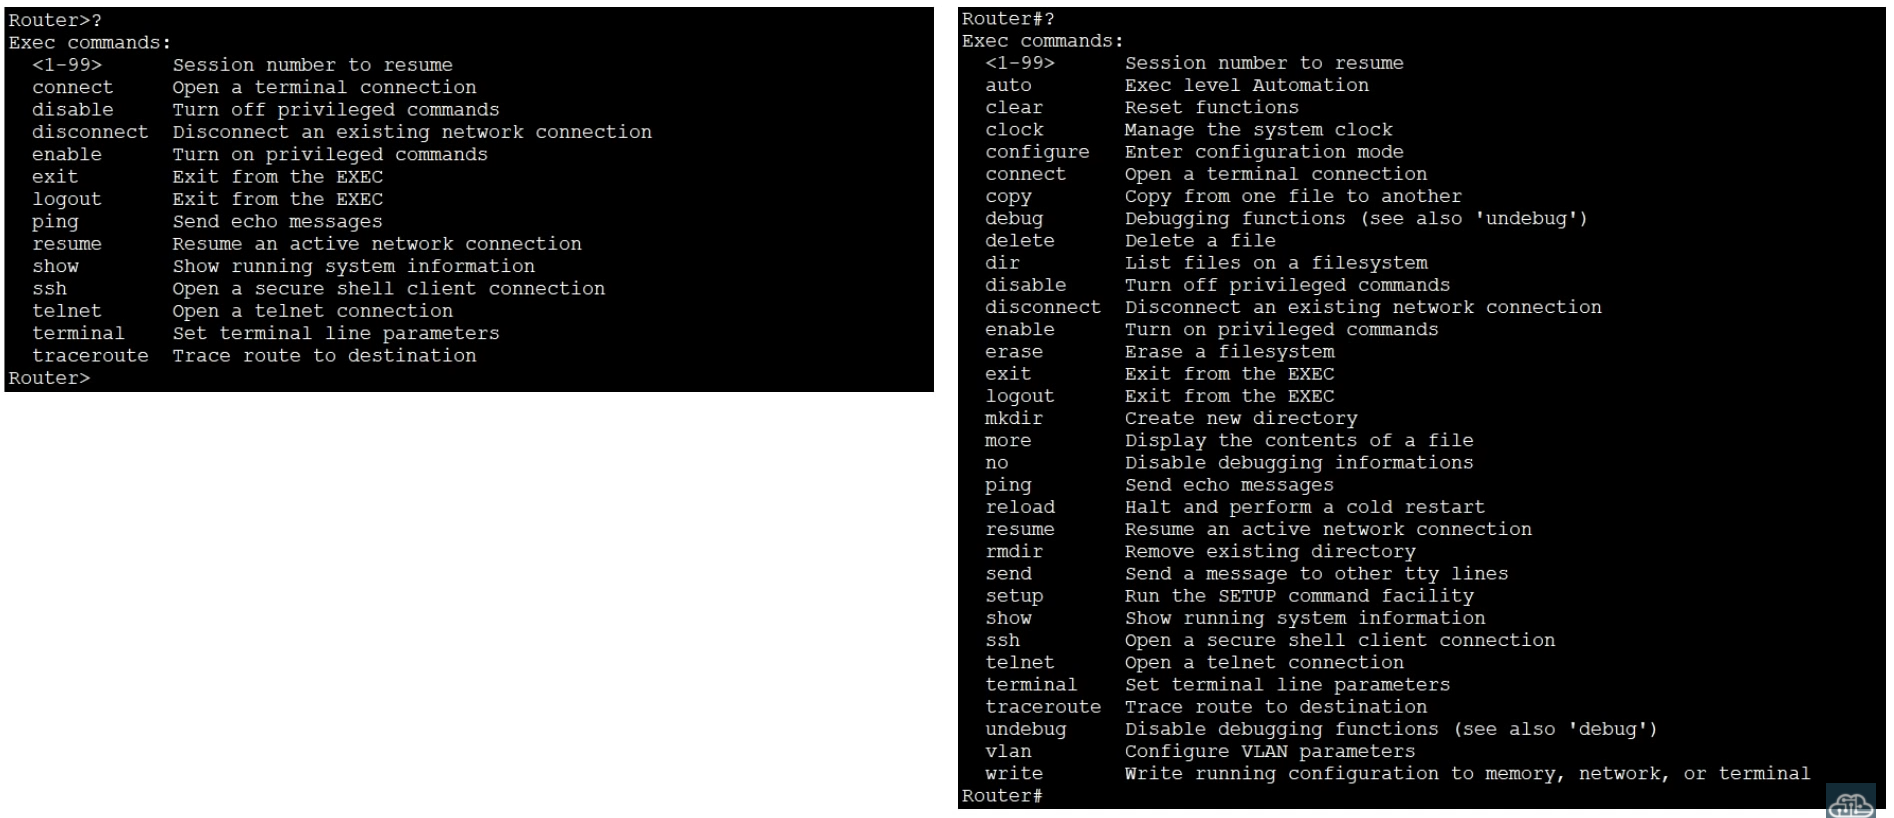 Router>?
Exec commands:
<1-99> Session number to resume
connect Open a terminal connection
disable Turn off privileged commands
disconnect Disconnect an existing network connection
enable Turn on privileged commands
exit Exit from the EXEC
logout Exit from the EXEC
ping Send echo messages
resume Resume an active network connection
show Show running system information
ssh Open a secure shell client connection
telnet Open a telnet connection
terminal Set terminal line parameters
traceroute Trace route to destination
Router>
Router#?
Exec commands:
<1-99> Session number to resume
auto Exec level Automation
clear Reset functions
clock Manage the system clock
configure Enter configuration mode
connect Open a terminal connection
copy Copy from one file to another
debug Debugging functions (see also 'undebug')
delete Delete a file
dir List files on a filesystem
disable Turn off privileged commands
disconnect Disconnect an existing network connection
enable Turn on privileged commands
erase Erase a filesystem
exit Exit from the EXEC
logout Exit from the EXEC
mkdir Create new directory
more Display the contents of a file
no Disable debugging informations
ping Send echo messages
reload Halt and perform a cold restart
resume Resume an active network connection
rmdir Remove existing directory
send Send a message to other tty lines
setup Run the SETUP command facility
show Show running system information
ssh Open a secure shell client connection
telnet Open a telnet connection
terminal Set terminal line parameters
traceroute Trace route to destination
undebug Disable debugging functions (see also 'debug')
vlan Configure VLAN parameters
write Write running configuration to memory, network, or terminal
Router#